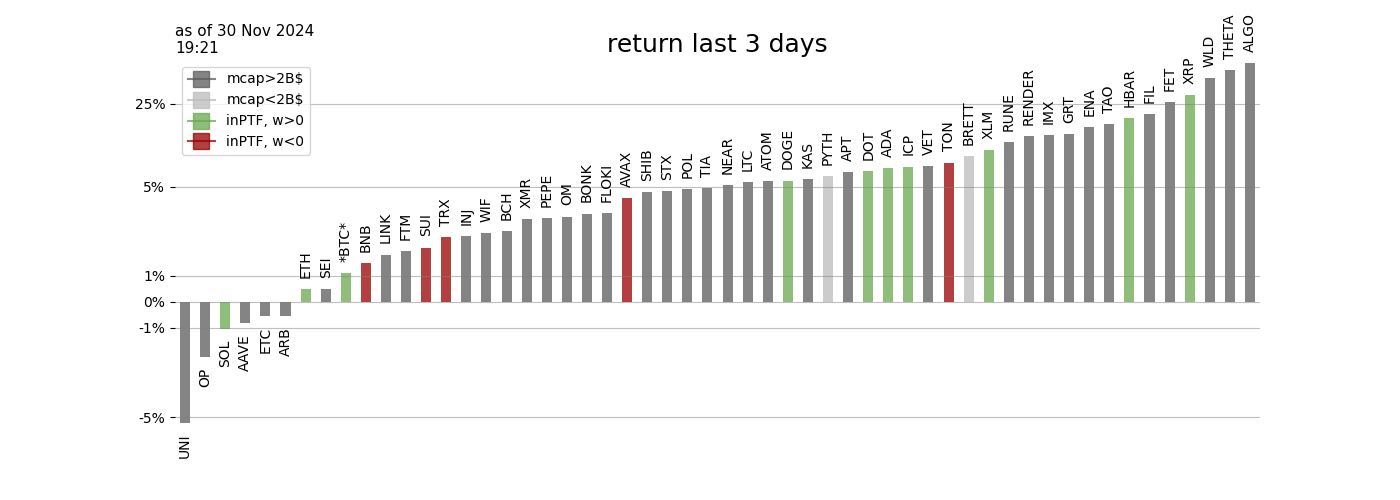 as of 30 Nov 2024
19:21
return last 3 days
mcap>2B$
mcap<2B$
inPTF, w>0
inPTF, w<0
25%
5%
1%
0%
-1%
-5%
UNI
OP
SOL
AAVE
ETC
ARB
ETH
SEI
*BTC*
BNB
LINK
FTM
SUI
TRX
INJ
WIF
BCH
XMR
PEPE
OM
BONK
FLOKI
AVAX
SHIB
STX
POL
TIA
NEAR
LTC
ATOM
DOGE
KAS
PYTH
APT
DOT
ADA
ICP
VET
TON
BRETT
XLM
RUNE
RENDER
IMX
GRT
ENA
TAO
HBAR
FIL
FET
XRP
WLD
THETA
ALGO